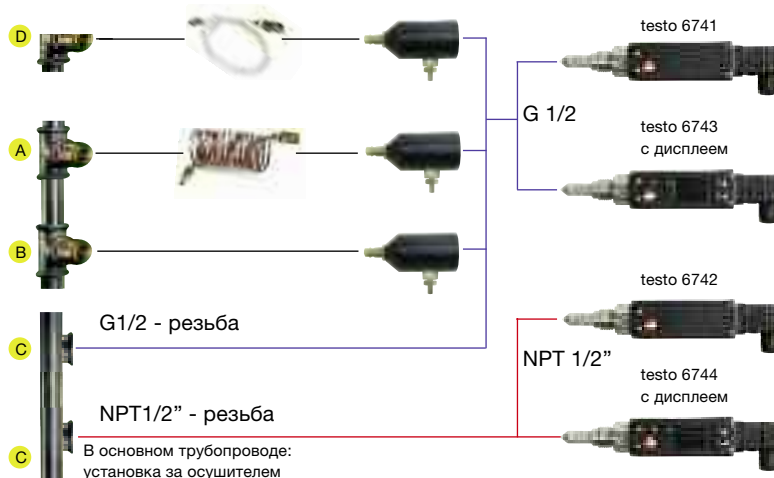 D
testo 6741
G 1/2
A
testo 6743
с дисплеем
B
testo 6742
G1/2 - резьба
C
NPT 1/2”
testo 6744
с дисплеем
NPT1/2” - резьба
C
В основном трубопроводе:
установка за осушителем